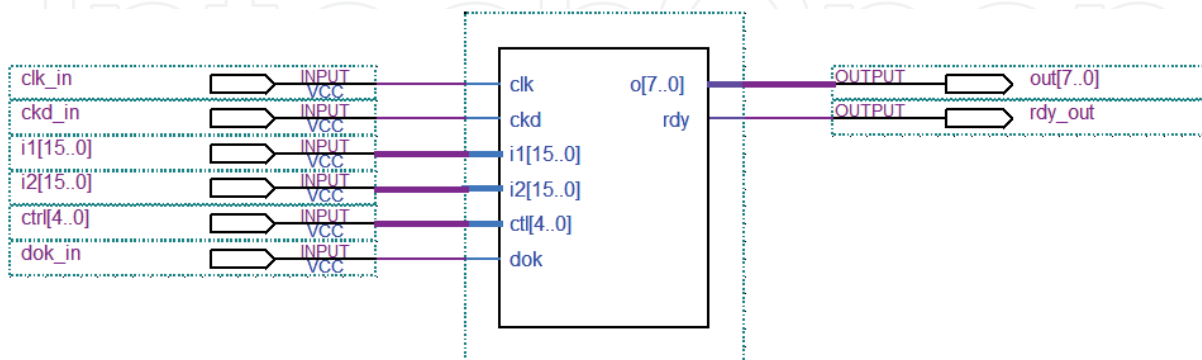 clk_in INPUT VCC
ckd_in INPUT VCC
i1[15..0] INPUT VCC
i2[15..0] INPUT VCC
ctrl[4..0] INPUT VCC
dok_in INPUT VCC
clk o[7..0]
ckd rdy
i1[15..0]
i2[15..0]
ctl[4..0]
dok
OUTPUT out[7..0]
OUTPUT rdy_out